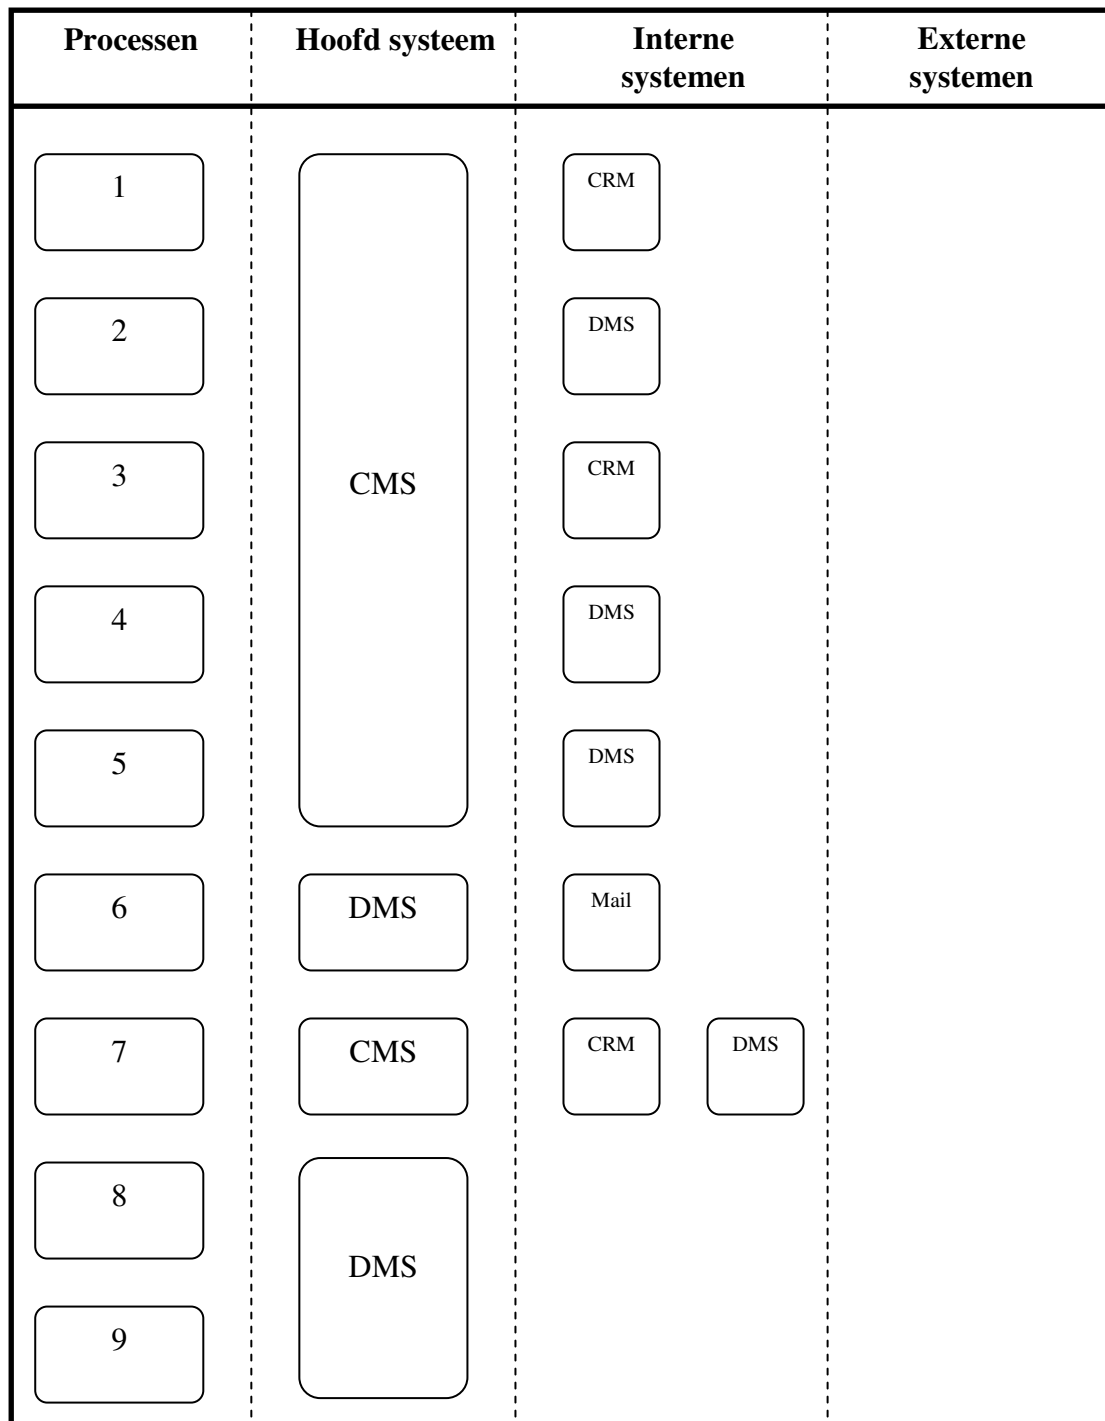 Processen
Hoofd systeem
Interne
systemen
Externe
systemen
1
CRM
2
DMS
3
CMS
CRM
4
DMS
5
DMS
6
DMS
Mail
7
CMS
CRM
DMS
8
DMS
9